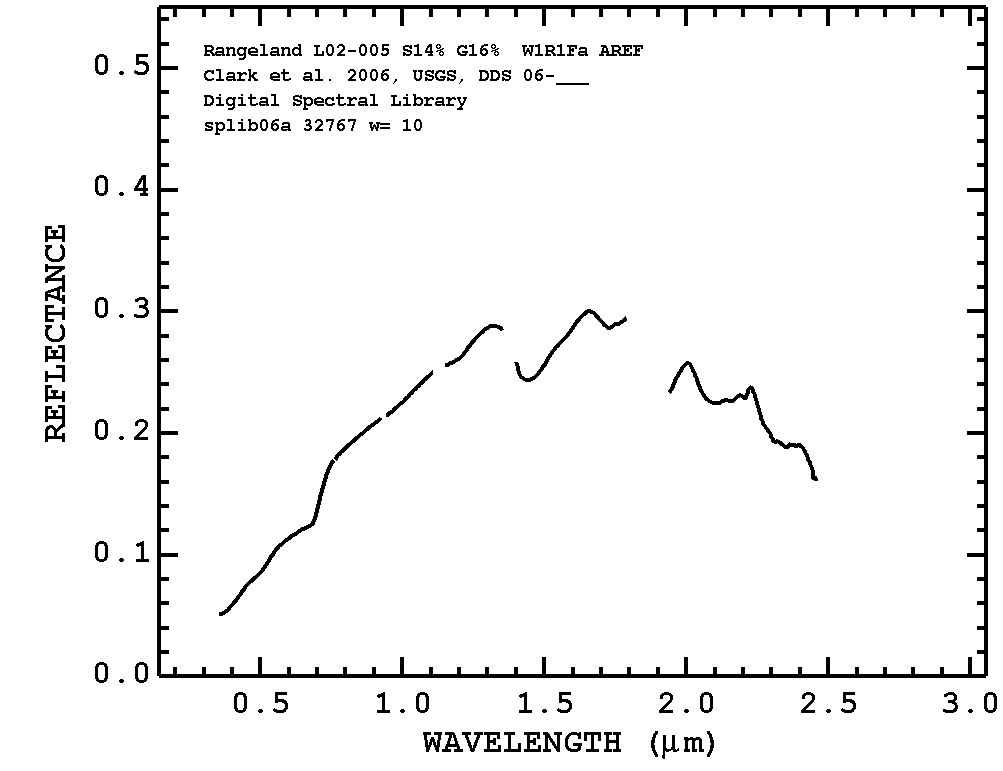 Rangeland L02-005 S14% G16%  W1R1Fa AREF
Clark et al. 2006, USGS, DDS 06-___
Digital Spectral Library
splib06a 32767 w= 10
0.5
0.4
0.3
0.2
0.1
0.0
REFLECTANCE
0.5 1.0 1.5 2.0 2.5 3.0
WAVELENGTH (μm)